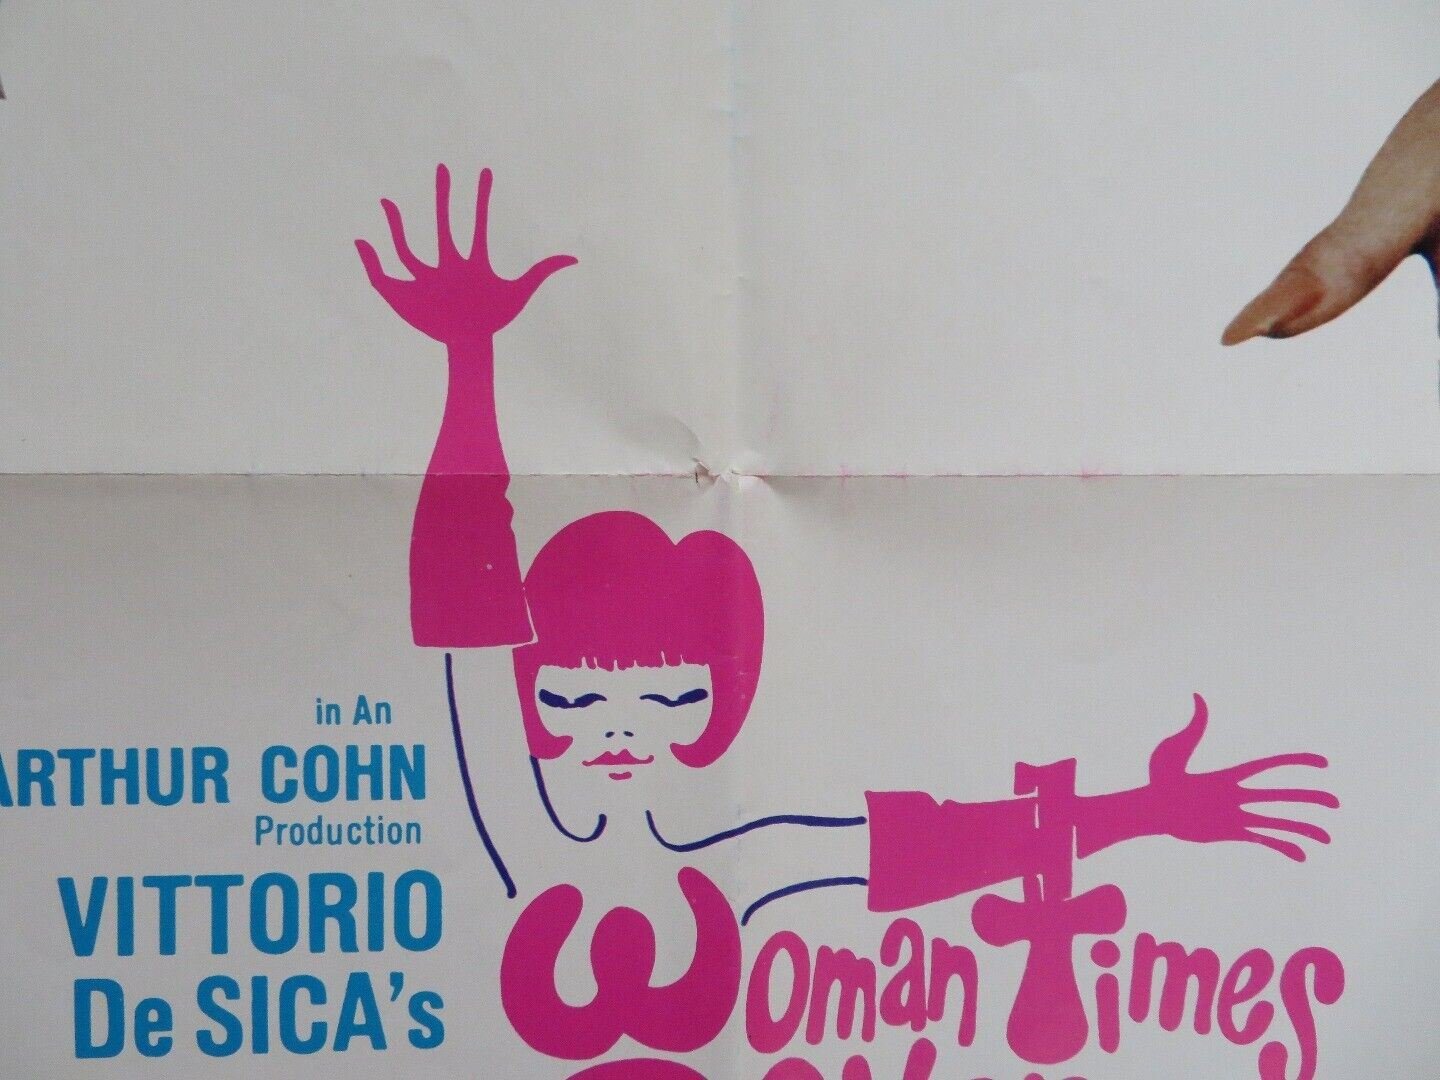 in An
ARTHUR COHN
Production
VITTORIO
De SICA's
Woman Times